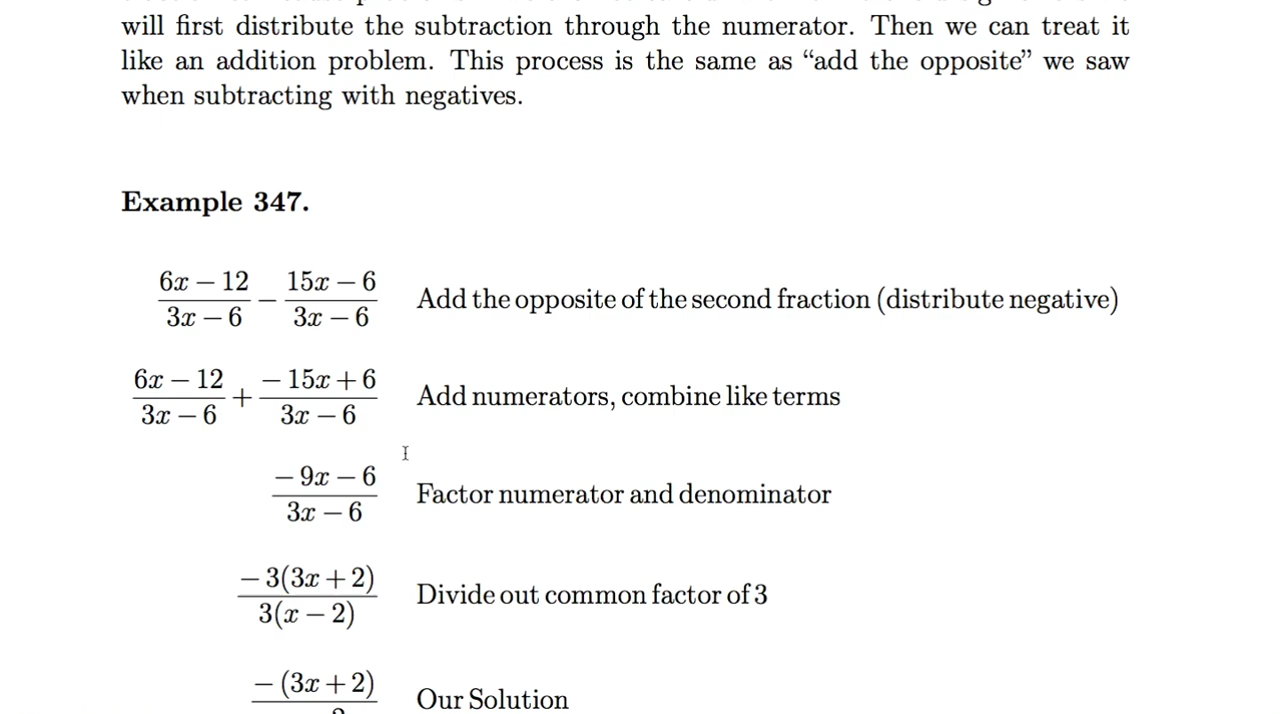 will first distribute the subtraction through the numerator. Then we can treat it
like an addition problem. This process is the same as “add the opposite” we saw
when subtracting with negatives.
Example 347.
(6x − 12)/(3x − 6) − (15x − 6)/(3x − 6) Add the opposite of the second fraction (distribute negative)
(6x − 12)/(3x − 6) + (− 15x + 6)/(3x − 6) Add numerators, combine like terms
(− 9x − 6)/(3x − 6) Factor numerator and denominator
(− 3(3x + 2))/(3(x − 2)) Divide out common factor of 3
− (3x + 2) Our Solution